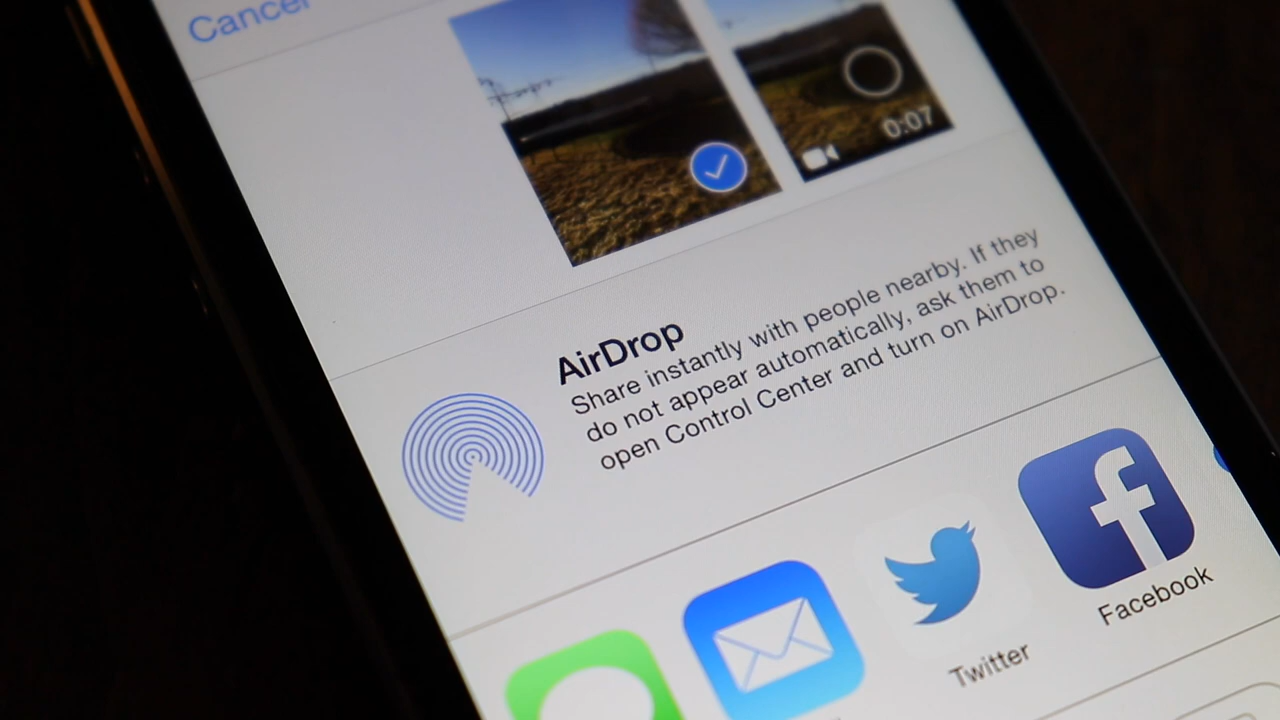 Cancel
0:07
AirDrop
Share instantly with people nearby. If they
do not appear automatically, ask them to
open Control Center and turn on AirDrop.
Twitter
Facebook